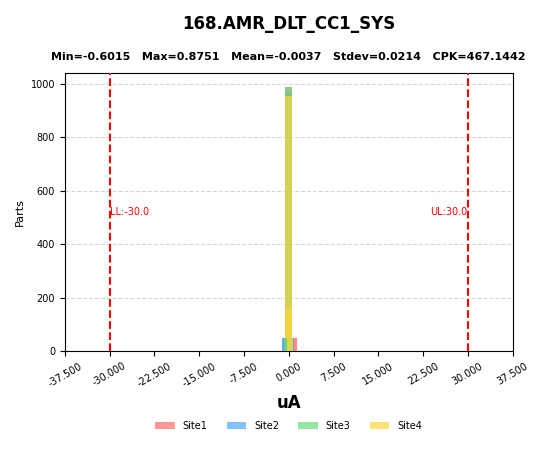 168.AMR_DLT_CC1_SYS
Min=-0.6015 Max=0.8751 Mean=-0.0037 Stdev=0.0214 CPK=467.1442
1000
800
600
400
200
0
Parts
LL:-30.0
UL:30.0
-37.500 -30.000 -22.500 -15.000 -7.500 0.000 7.500 15.000 22.500 30.000 37.500
uA
Site1 Site2 Site3 Site4